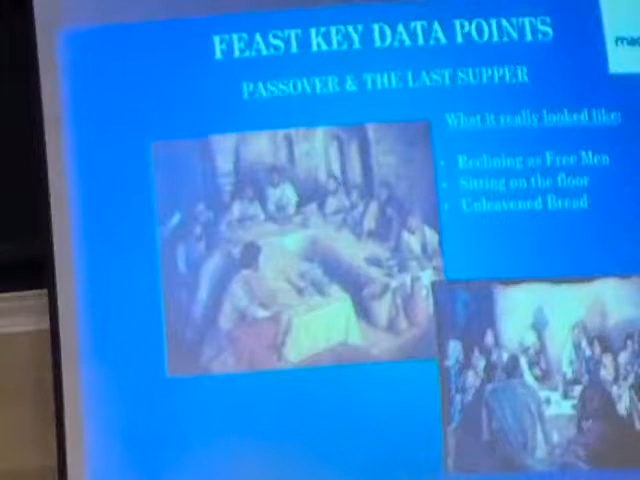 FEAST KEY DATA POINTS
PASSOVER & THE LAST SUPPER
What it really looked like:
Reclining as Free Men
Sitting on the floor
Unleavened Bread